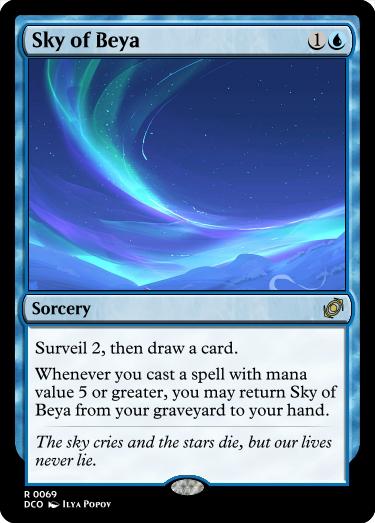 Sky of Beya 1
Sorcery
Surveil 2, then draw a card.
Whenever you cast a spell with mana
value 5 or greater, you may return Sky of
Beya from your graveyard to your hand.
The sky cries and the stars die, but our lives
never lie.
R 0069
DCO Ilya Popov